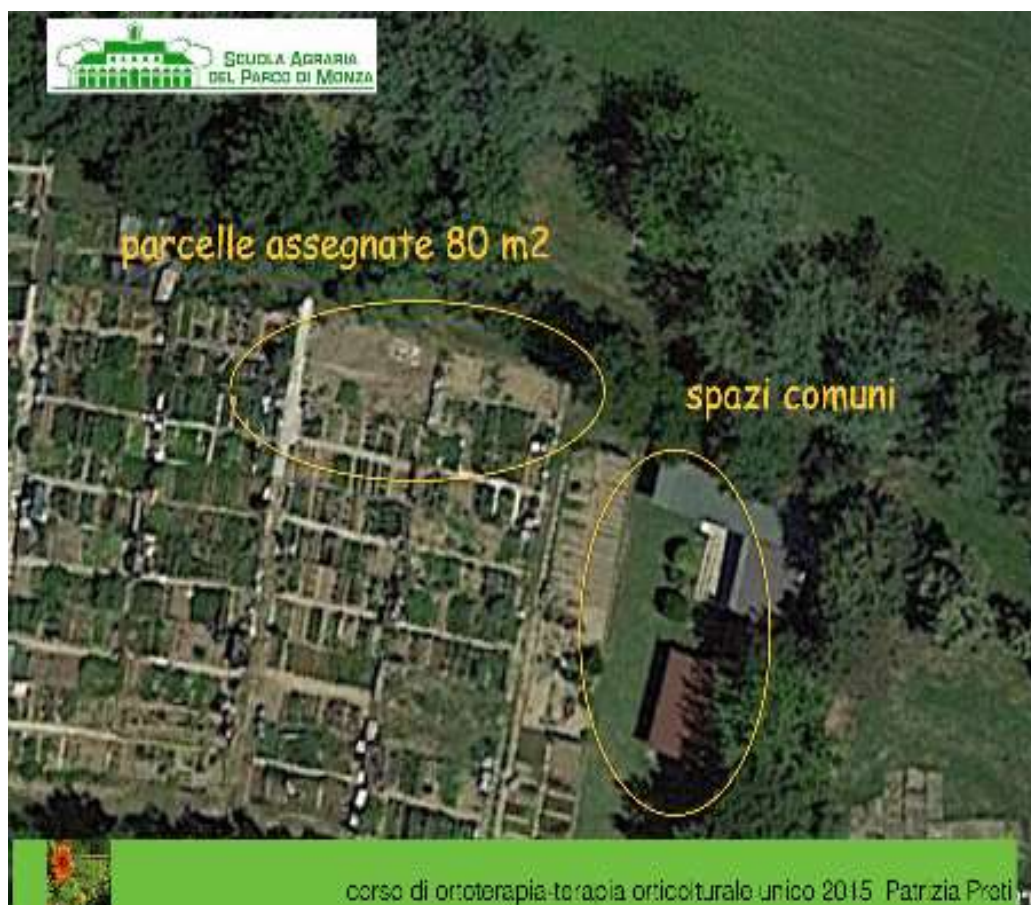 SCUOLA AGRARIA
DEL PARCO DI MONZA
parcelle assegnate 80 m2
spazi comuni
corso di ortoterapia-terapia orticolturale unico 2015 Patrizia Preti